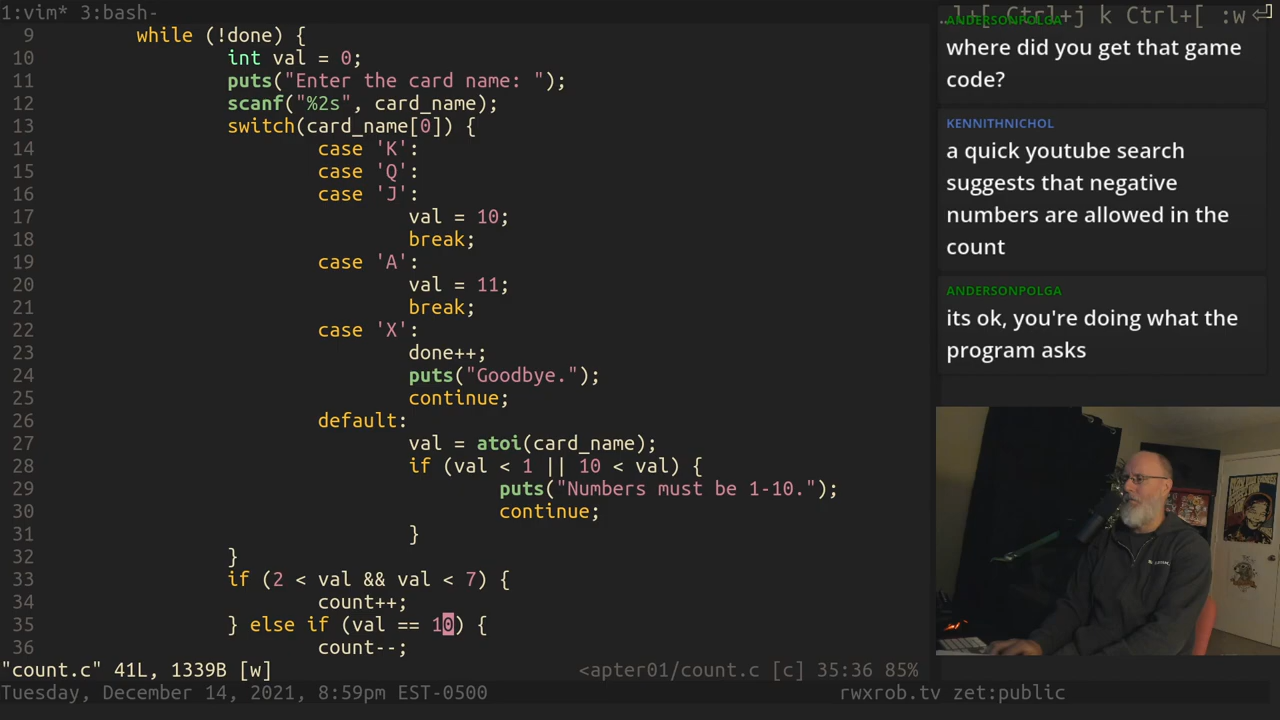 1:vim* 3:bash-
…l+[ Ctrl+j k Ctrl+[ :w
9 while (!done) {
10 int val = 0;
11 puts("Enter the card name: ");
12 scanf("%2s", card_name);
13 switch(card_name[0]) {
14 case 'K':
15 case 'Q':
16 case 'J':
17 val = 10;
18 break;
19 case 'A':
20 val = 11;
21 break;
22 case 'X':
23 done++;
24 puts("Goodbye.");
25 continue;
26 default:
27 val = atoi(card_name);
28 if (val < 1 || 10 < val) {
29 puts("Numbers must be 1-10.");
30 continue;
31 }
32 }
33 if (2 < val && val < 7) {
34 count++;
35 } else if (val == 10) {
36 count--;
"count.c" 41L, 1339B [w] <apter01/count.c [c] 35:36 85%
Tuesday, December 14, 2021, 8:59pm EST-0500 rwxrob.tv zet:public
ANDERSONPOLGA
where did you get that game
code?
KENNITHNICHOL
a quick youtube search
suggests that negative
numbers are allowed in the
count
ANDERSONPOLGA
its ok, you're doing what the
program asks